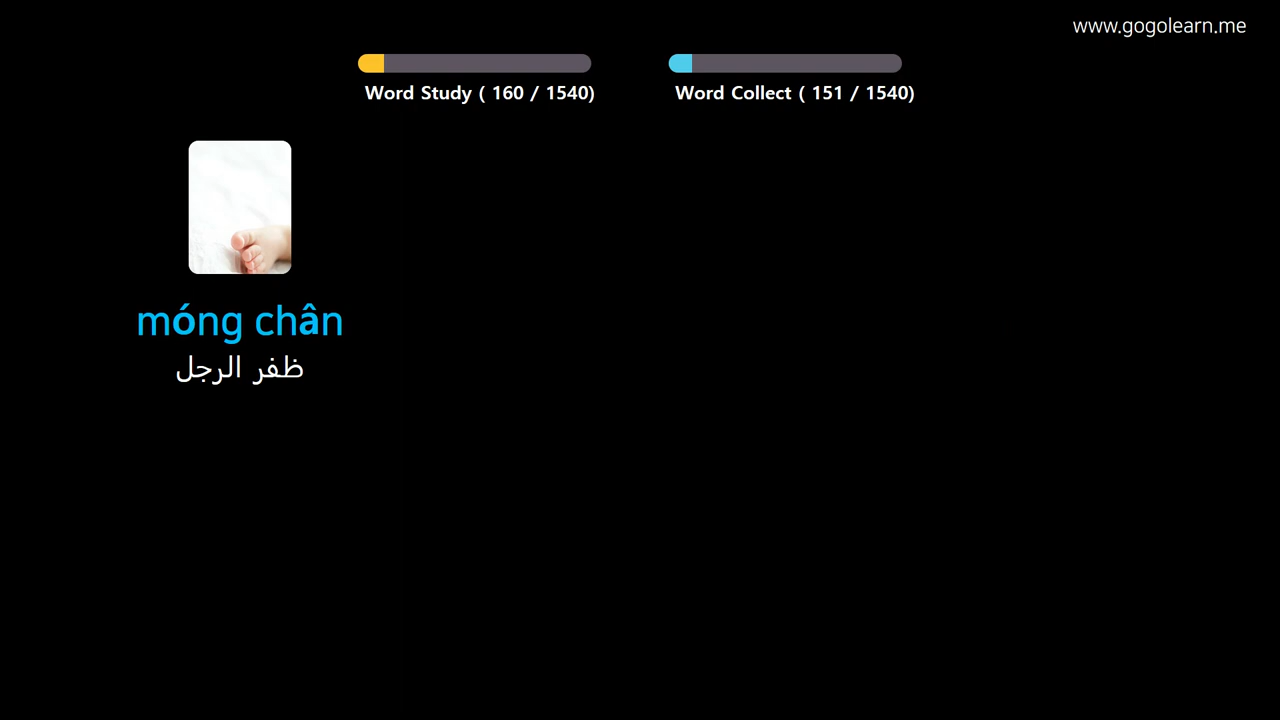 www.gogolearn.me
Word Study ( 160 / 1540)
Word Collect ( 151 / 1540)
móng chân
ظفر الرجل